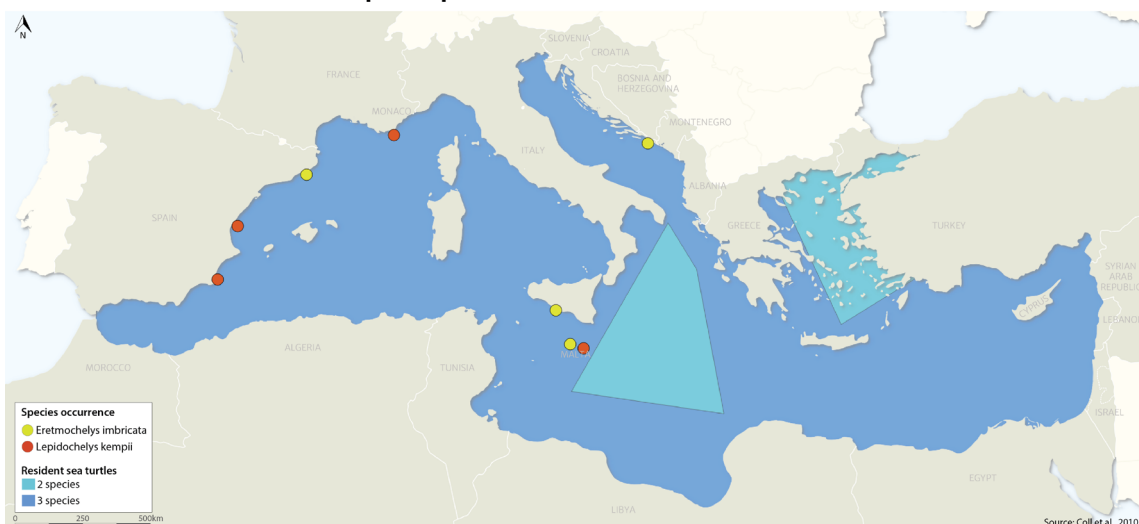 N
SLOVENIA
CROATIA
FRANCE
BOSNIA AND
HERZEGOVINA
MONACO
MONTENEGRO
ITALY
ALBANIA
SPAIN
GREECE
TURKEY
SYRIAN
ARAB
REPUBLIC
CYPRUS
LEBANON
ALGERIA
MALTA
MOROCCO
TUNISIA
ISRAEL
EGYPT
LIBYA
Species occurrence
Eretmochelys imbricata
Lepidochelys kempii
Resident sea turtles
2 species
3 species
0 250 500km
Source: Coll et al., 2010